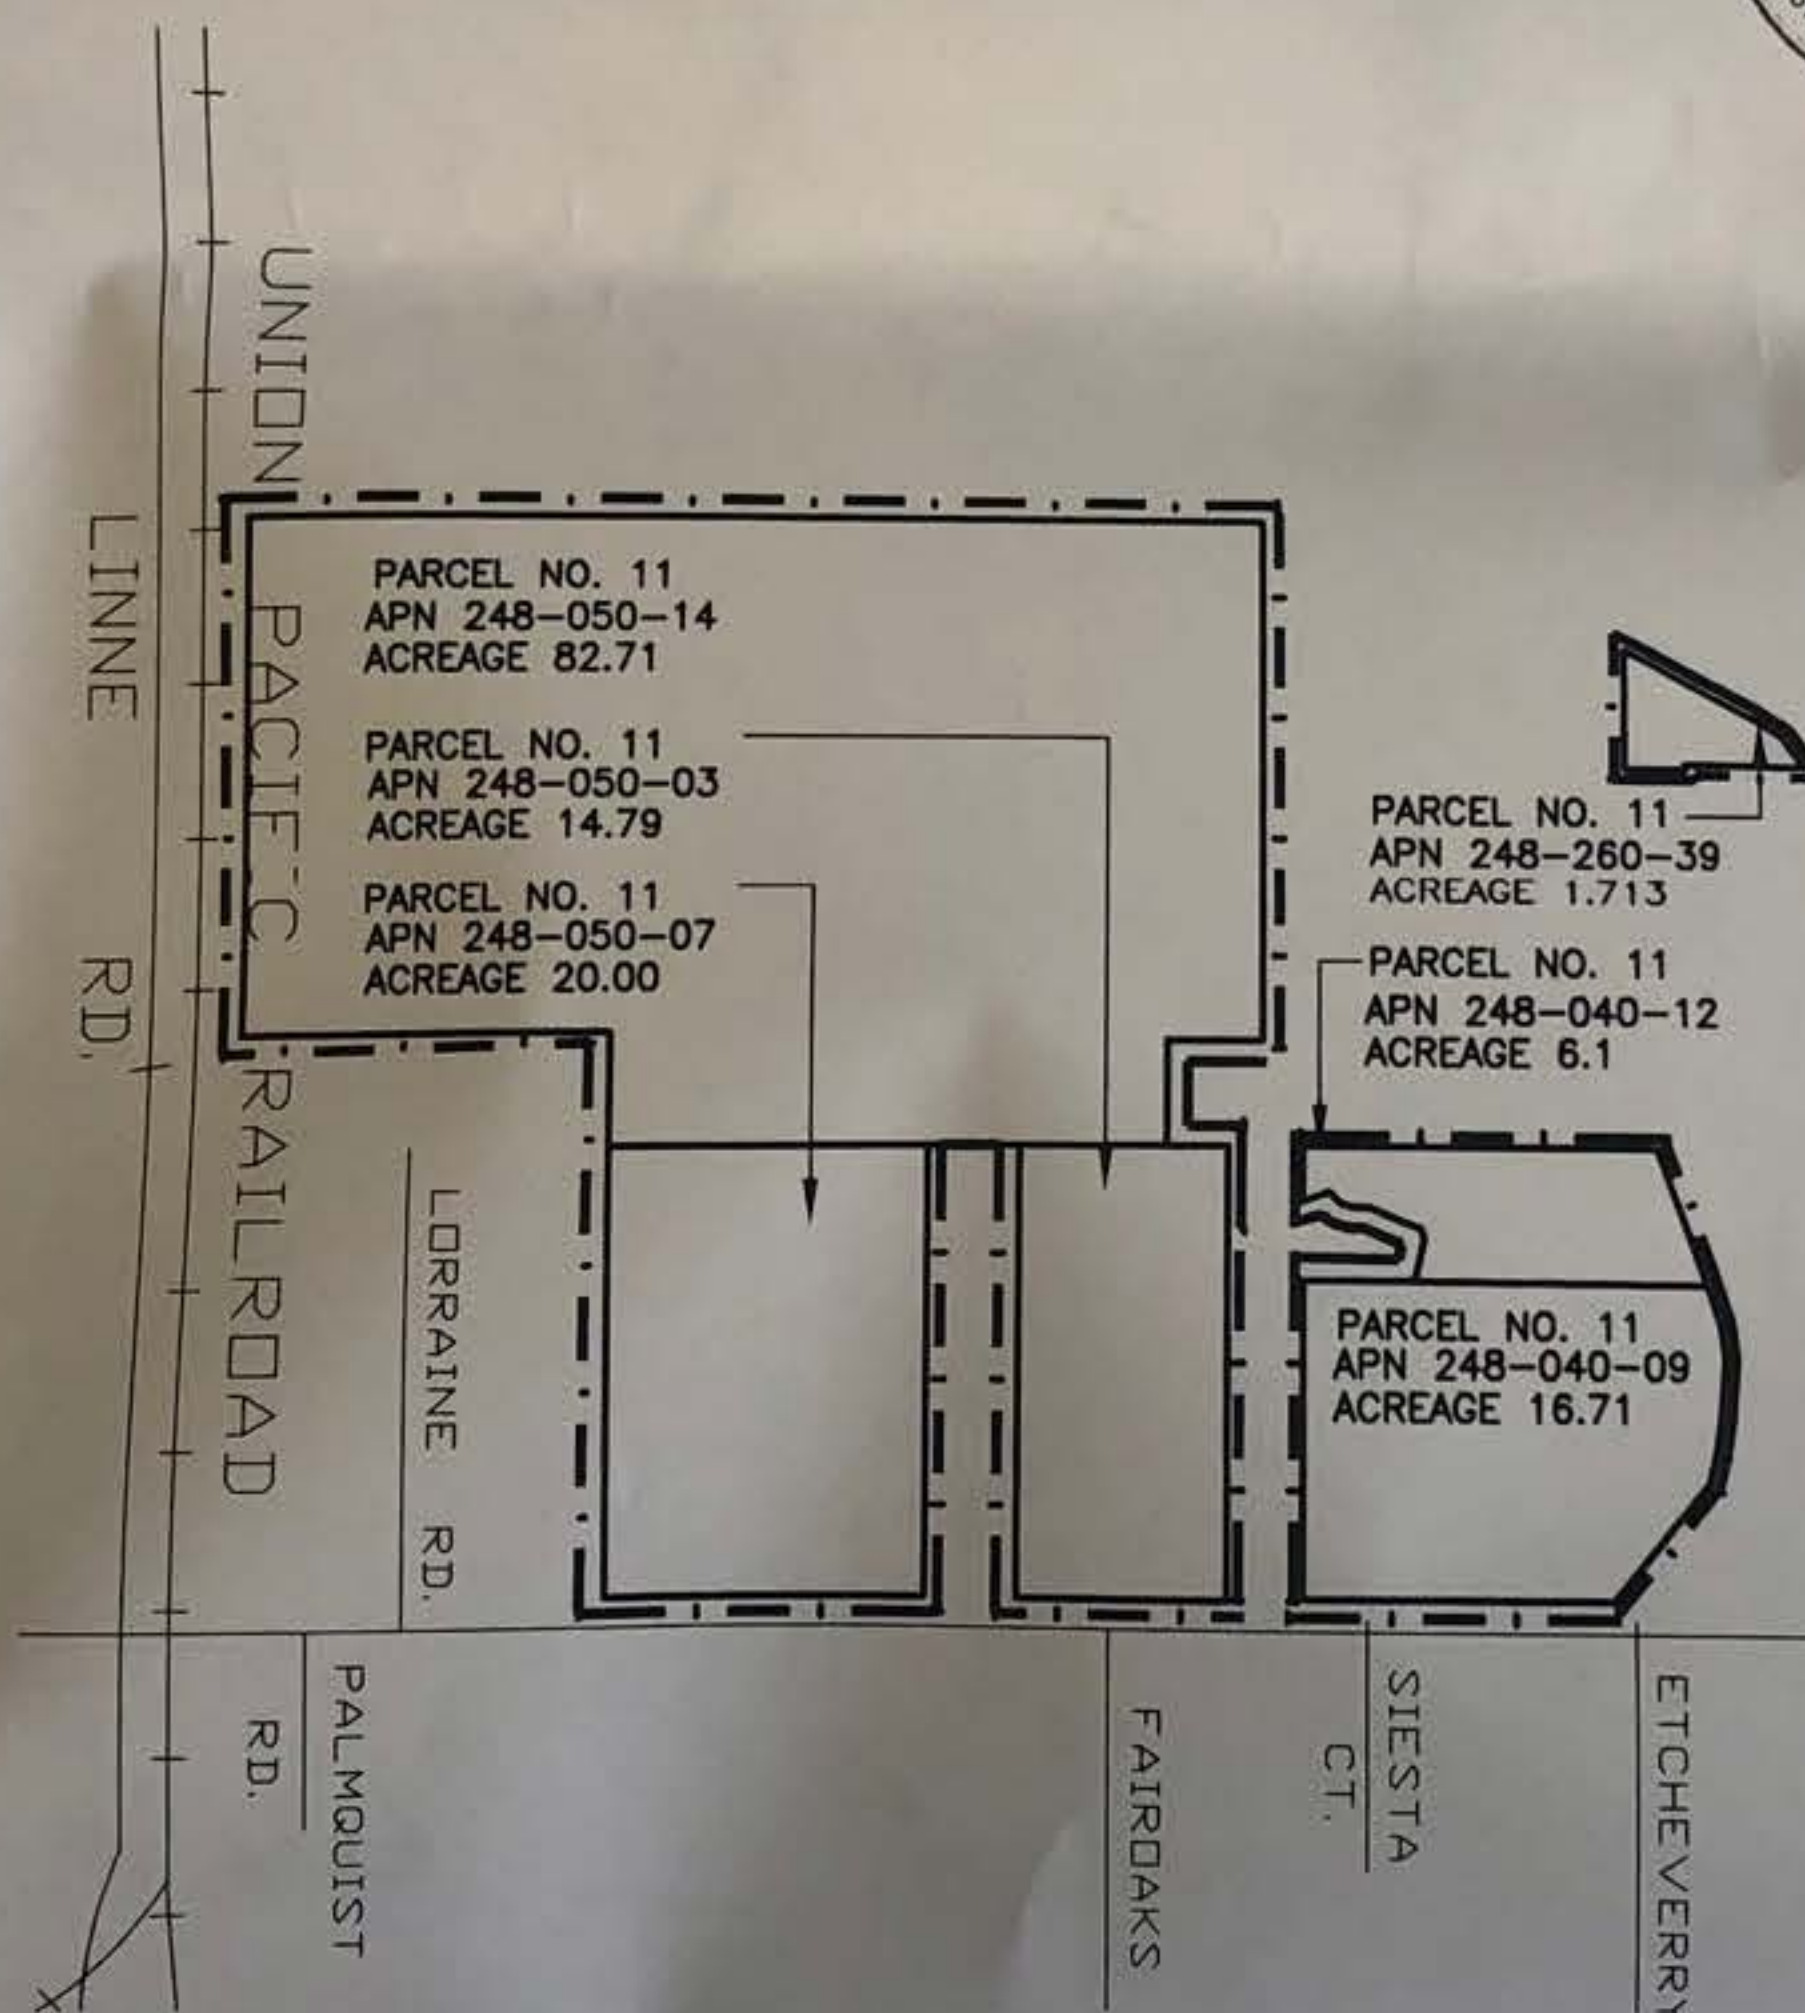 UNION PACIFIC RAILROAD
LINNE RD.
PARCEL NO. 11
APN 248-050-14
ACREAGE 82.71
PARCEL NO. 11
APN 248-050-03
ACREAGE 14.79
PARCEL NO. 11
APN 248-050-07
ACREAGE 20.00
PARCEL NO. 11
APN 248-260-39
ACREAGE 1.713
PARCEL NO. 11
APN 248-040-12
ACREAGE 6.1
PARCEL NO. 11
APN 248-040-09
ACREAGE 16.71
LORRAINE RD.
PALMQUIST
RD.
FAIROAKS
SIESTA
CT.
ETCHEVERRY